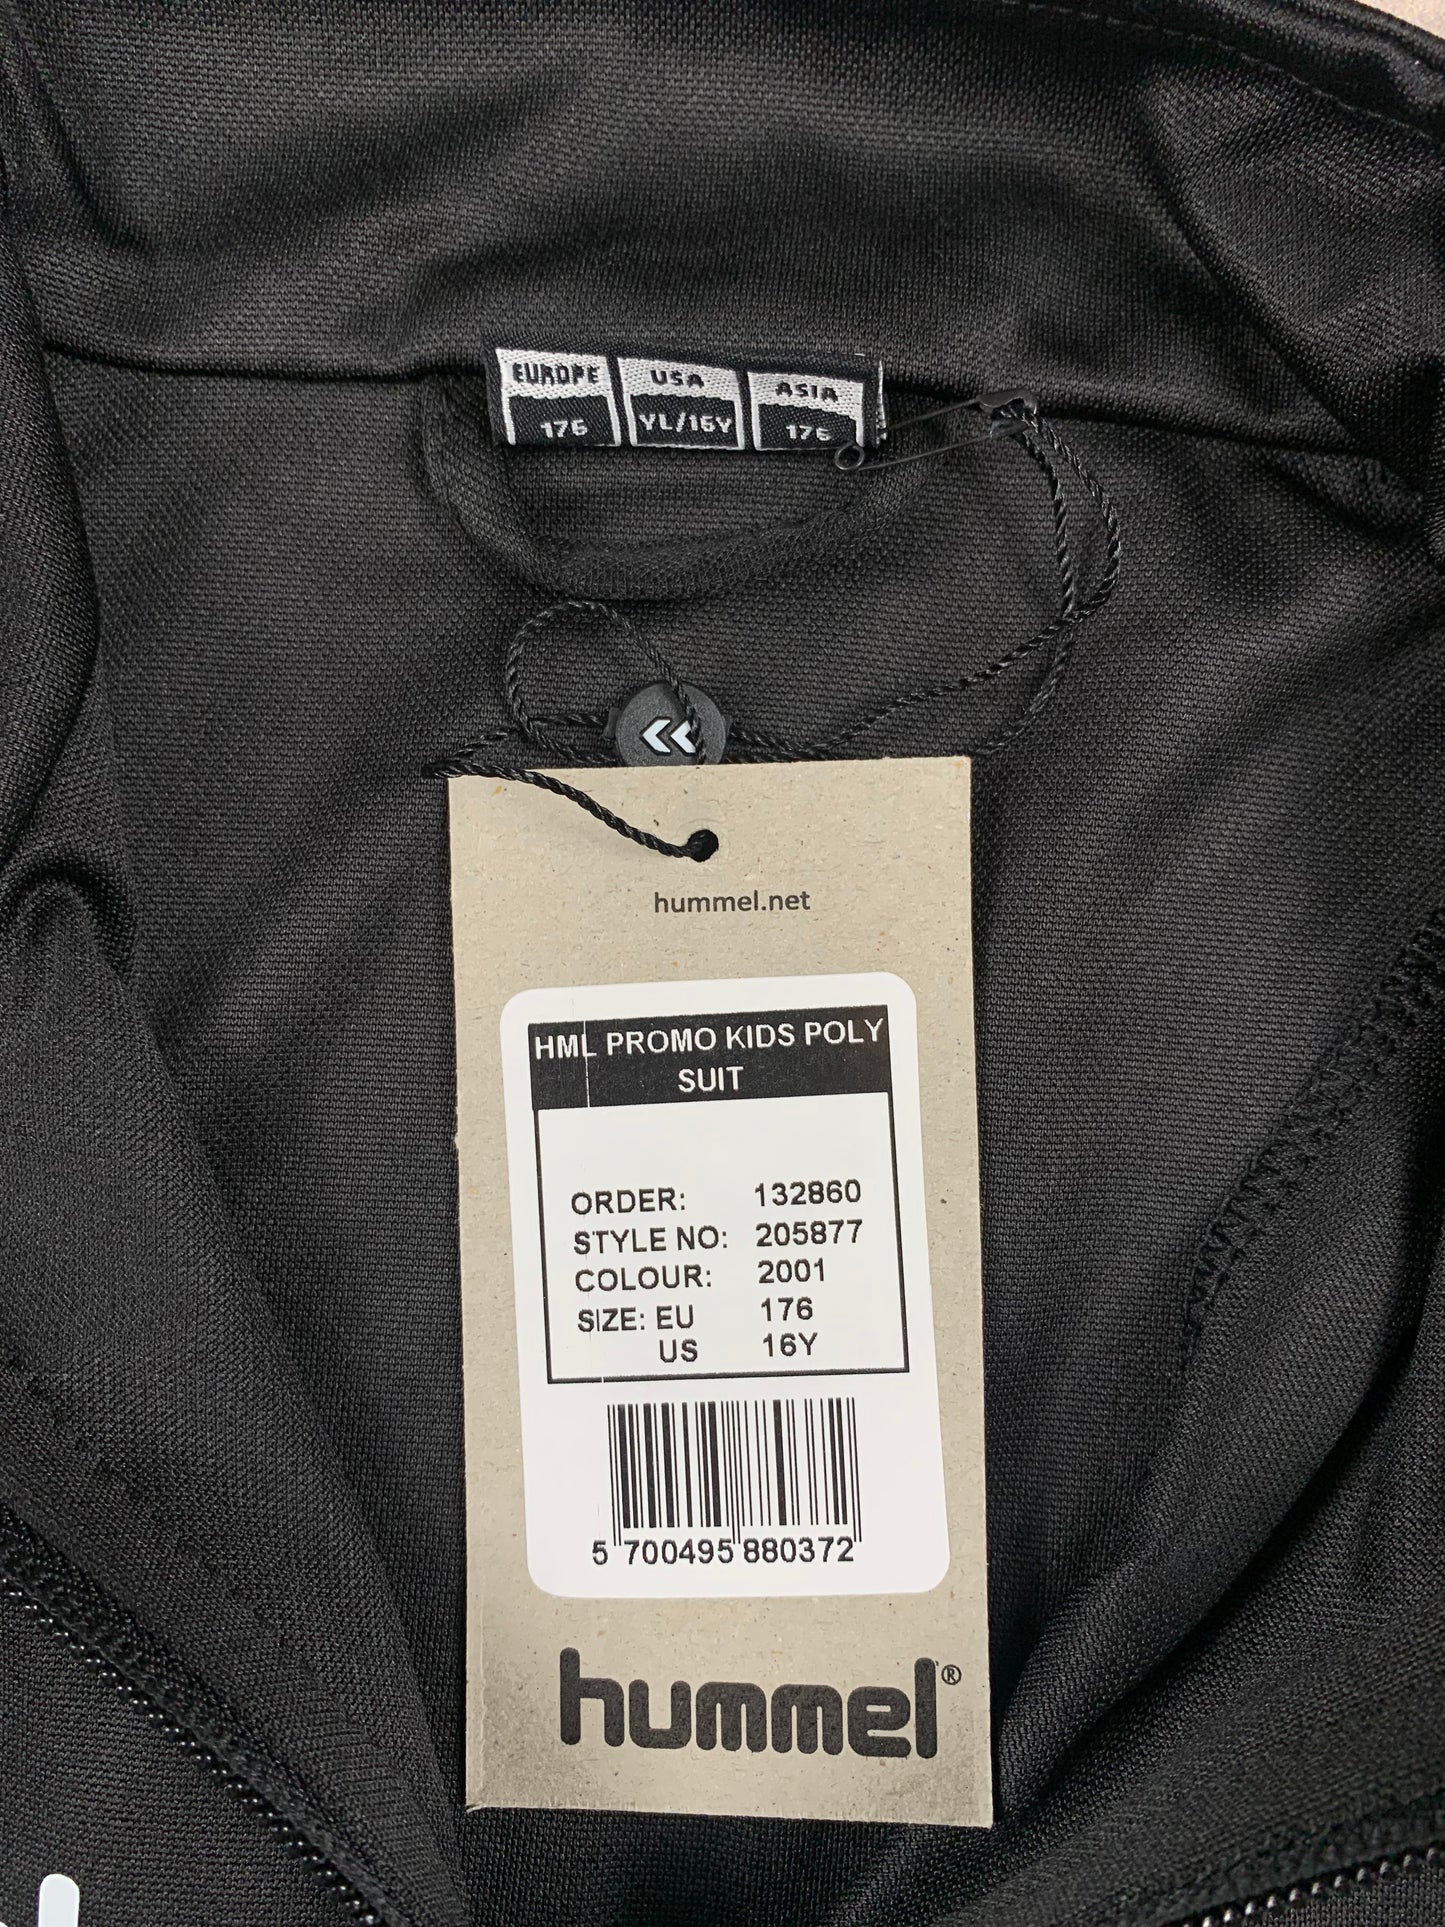 EUROPE USA ASIA
176 YL/16Y 176
hummel.net
HML PROMO KIDS POLY
SUIT
ORDER: 132860
STYLE NO: 205877
COLOUR: 2001
SIZE: EU 176
US 16Y
5 700495 880372
hummel®